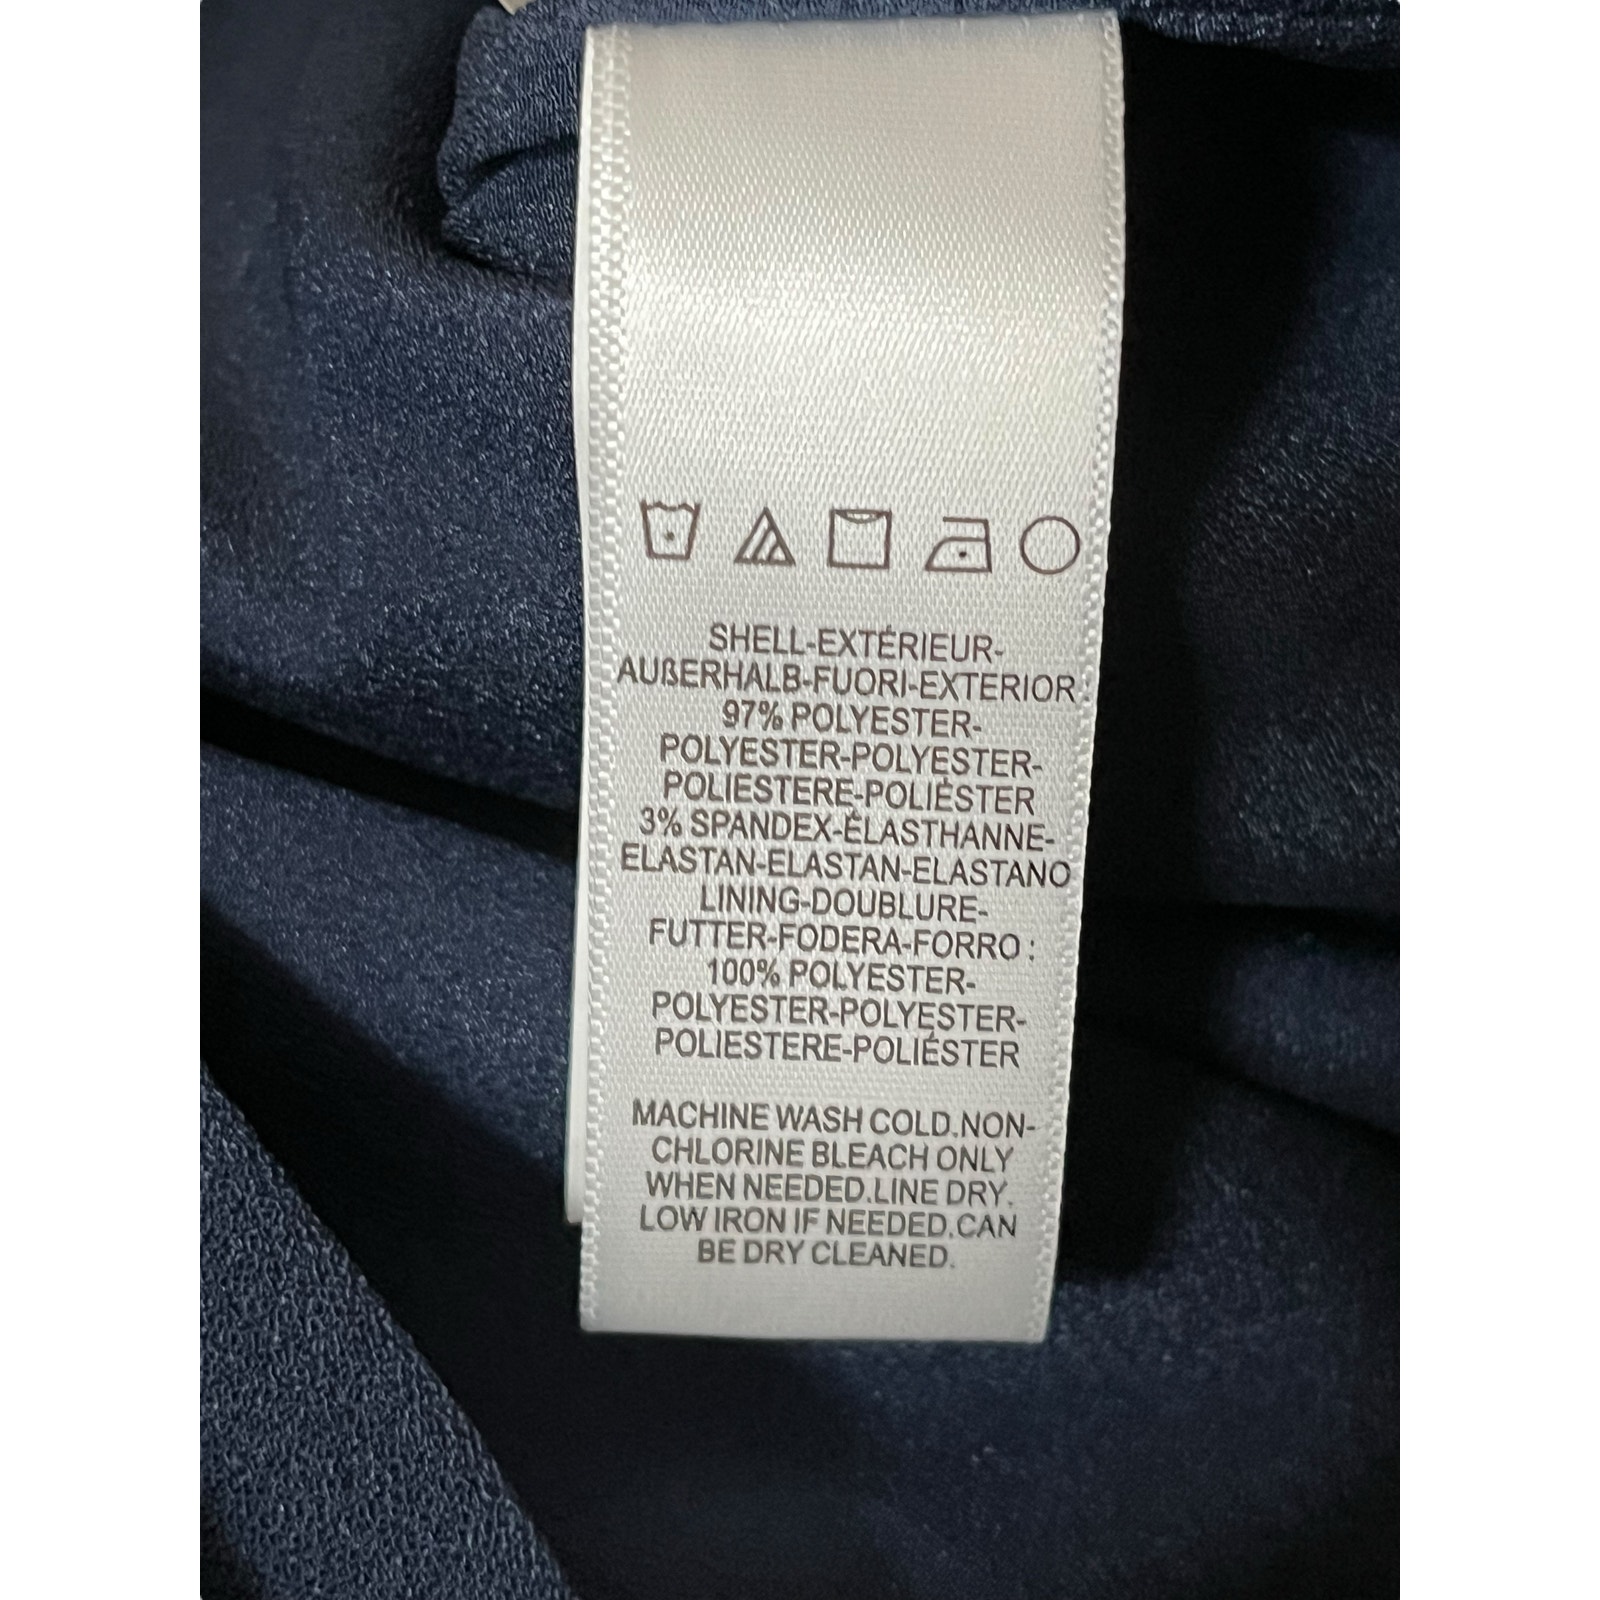 SHELL-EXTÉRIEUR-
AUßERHALB-FUORI-EXTERIOR:
97% POLYESTER-
POLYESTER-POLYESTER-
POLIESTERE-POLIÉSTER
3% SPANDEX-ÉLASTHANNE-
ELASTAN-ELASTAN-ELASTANO
LINING-DOUBLURE-
FUTTER-FODERA-FORRO :
100% POLYESTER-
POLYESTER-POLYESTER-
POLIESTERE-POLIÉSTER
MACHINE WASH COLD.NON-
CHLORINE BLEACH ONLY
WHEN NEEDED.LINE DRY.
LOW IRON IF NEEDED.CAN
BE DRY CLEANED.